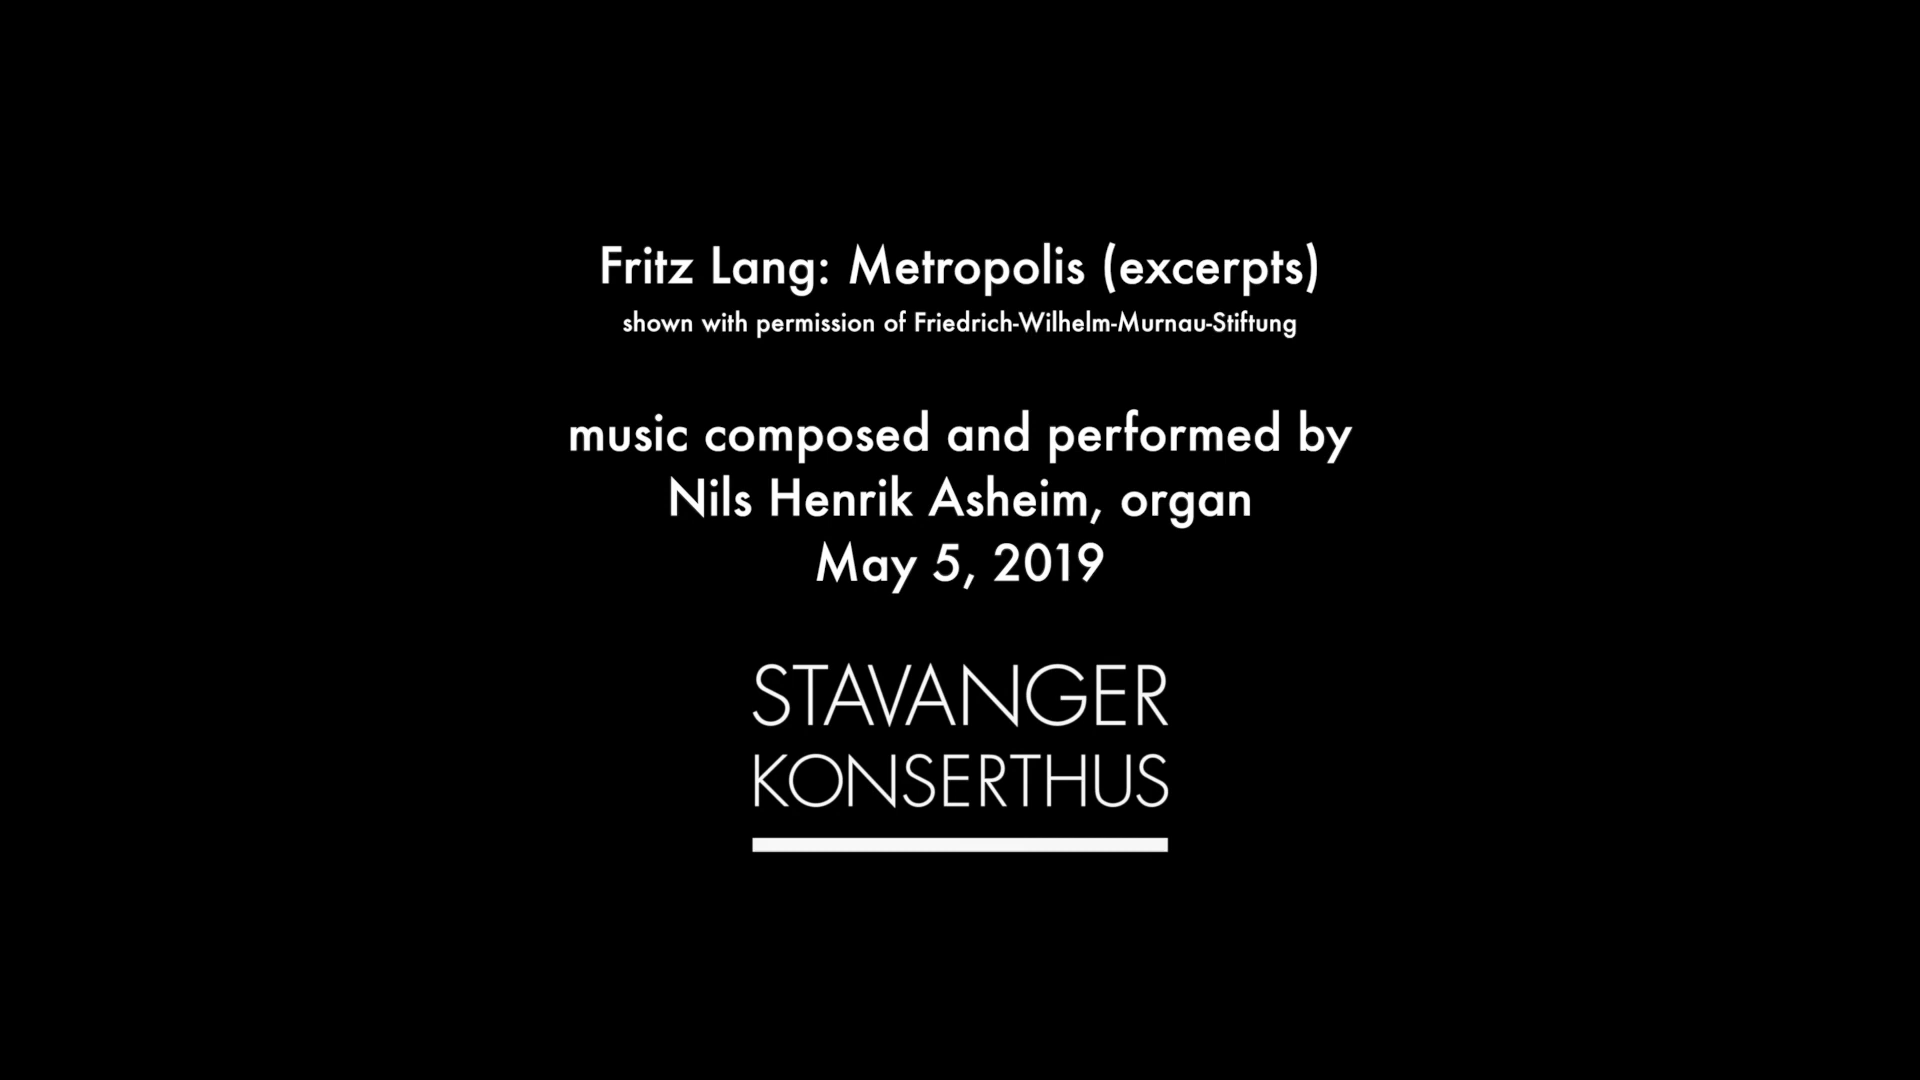 Fritz Lang: Metropolis (excerpts)
shown with permission of Friedrich-Wilhelm-Murnau-Stiftung
music composed and performed by
Nils Henrik Asheim, organ
May 5, 2019
STAVANGER
KONSERTHUS